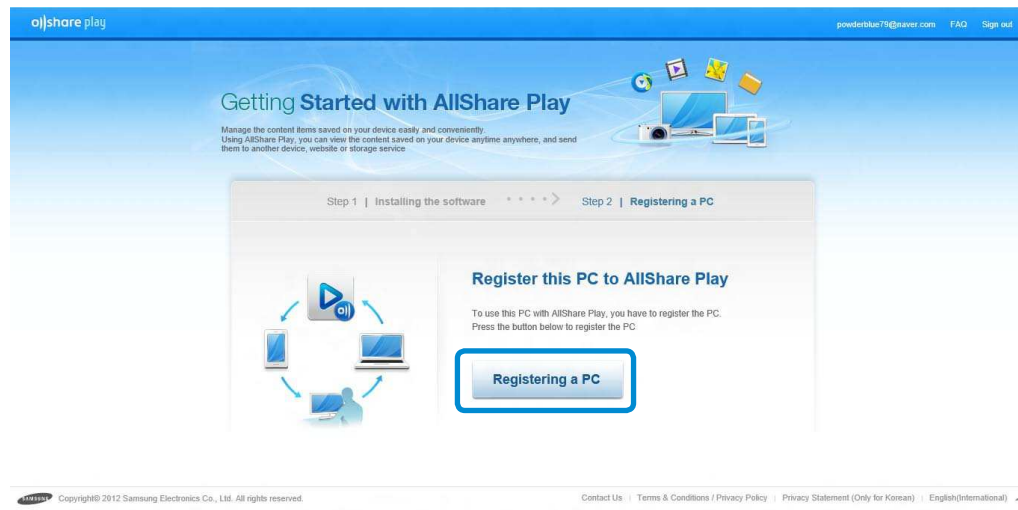 allshare play
powderblue79@naver.com FAQ Sign out
Getting Started with AllShare Play
Manage the content items saved on your device easily and conveniently.
Using AllShare Play, you can view the content saved on your device anytime anywhere, and send
them to another device, website or storage service
Step 1 | Installing the software
Step 2 | Registering a PC
Register this PC to AllShare Play
To use this PC with AllShare Play, you have to register the PC.
Press the button below to register the PC
all
Registering a PC
SAMSUNG Copyright© 2012 Samsung Electronics Co., Ltd. All rights reserved.
Contact Us | Terms & Conditions / Privacy Policy | Privacy Statement (Only for Korean) | English(International)